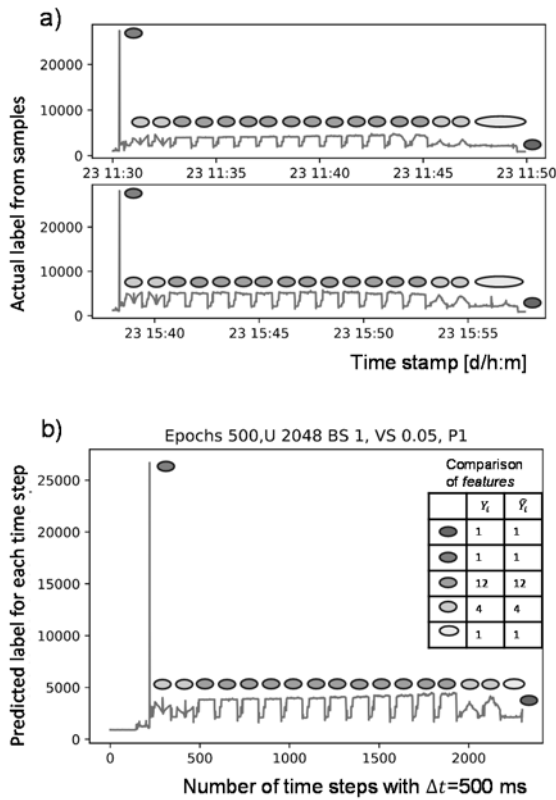 a)
Actual label from samples
20000
10000
0
23 11:30 23 11:35 23 11:40 23 11:45 23 11:50
20000
10000
0
23 15:40 23 15:45 23 15:50 23 15:55
Time stamp [d/h:m]
b)
Epochs 500,U 2048 BS 1, VS 0.05, P1
Predicted label for each time step
25000
20000
15000
10000
5000
0
Comparison
of features
Yᵢ Ŷᵢ
1 1
1 1
12 12
4 4
1 1
0 500 1000 1500 2000
Number of time steps with Δt=500 ms